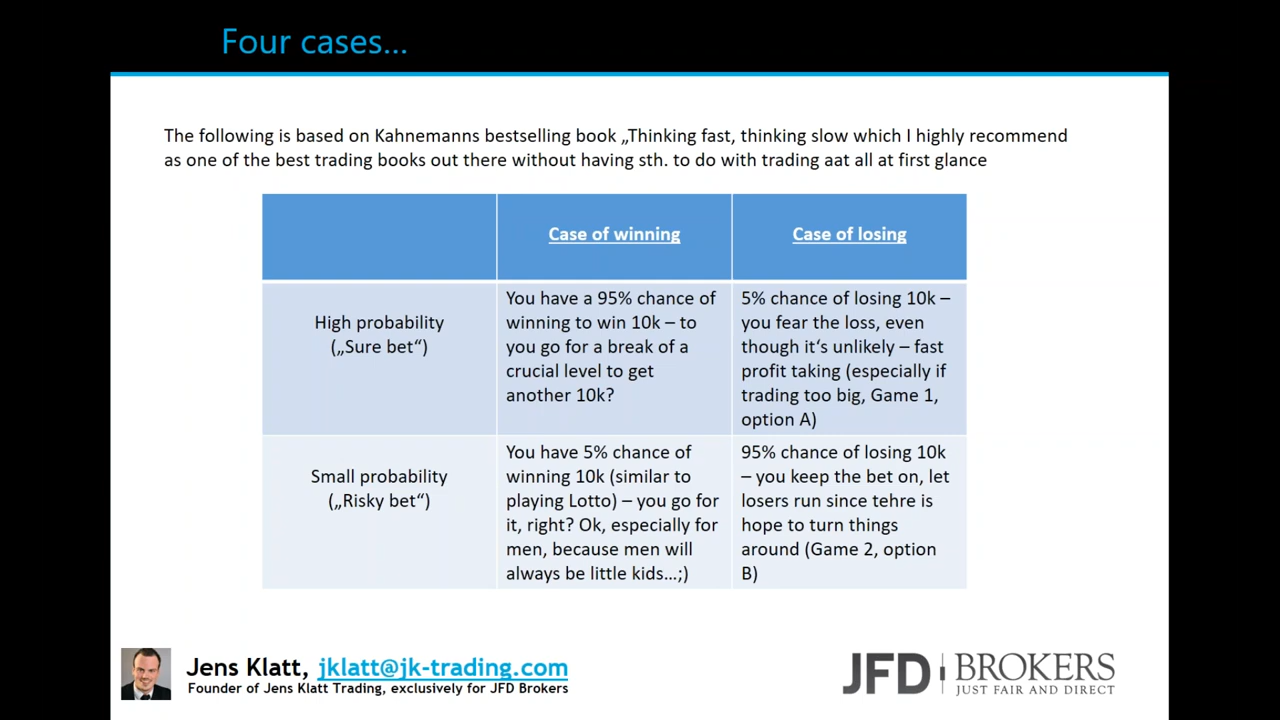 Four cases...
The following is based on Kahnemanns bestselling book „Thinking fast, thinking slow which I highly recommend
as one of the best trading books out there without having sth. to do with trading aat all at first glance
Case of winning
Case of losing
High probability
(„Sure bet“)
You have a 95% chance of
winning to win 10k – to
you go for a break of a
crucial level to get
another 10k?
5% chance of losing 10k –
you fear the loss, even
though it‘s unlikely – fast
profit taking (especially if
trading too big, Game 1,
option A)
Small probability
(„Risky bet“)
You have 5% chance of
winning 10k (similar to
playing Lotto) – you go for
it, right? Ok, especially for
men, because men will
always be little kids...;)
95% chance of losing 10k
– you keep the bet on, let
losers run since tehre is
hope to turn things
around (Game 2, option
B)
Jens Klatt, jklatt@jk-trading.com
Founder of Jens Klatt Trading, exclusively for JFD Brokers
JFD BROKERS
JUST FAIR AND DIRECT